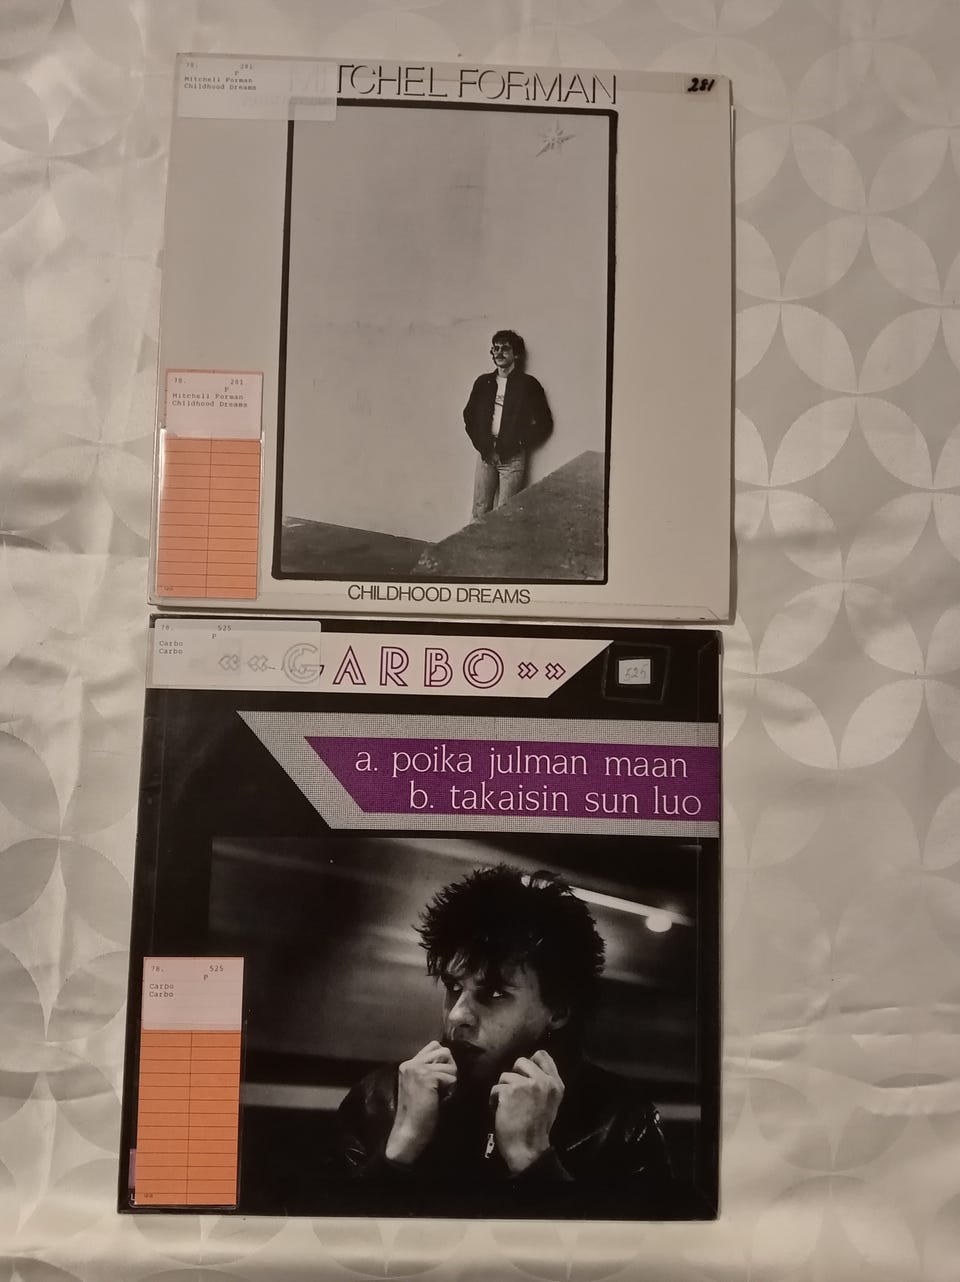 78. 281
P
Mitchell Forman
Childhood Dreams
MITCHEL FORMAN
281
78. 281
P
Mitchell Forman
Childhood Dreams
CHILDHOOD DREAMS
78. 525
P
Carbo
Carbo
«« GARBO »»
525
a. poika julman maan
b. takaisin sun luo
78. 525
P
Carbo
Carbo